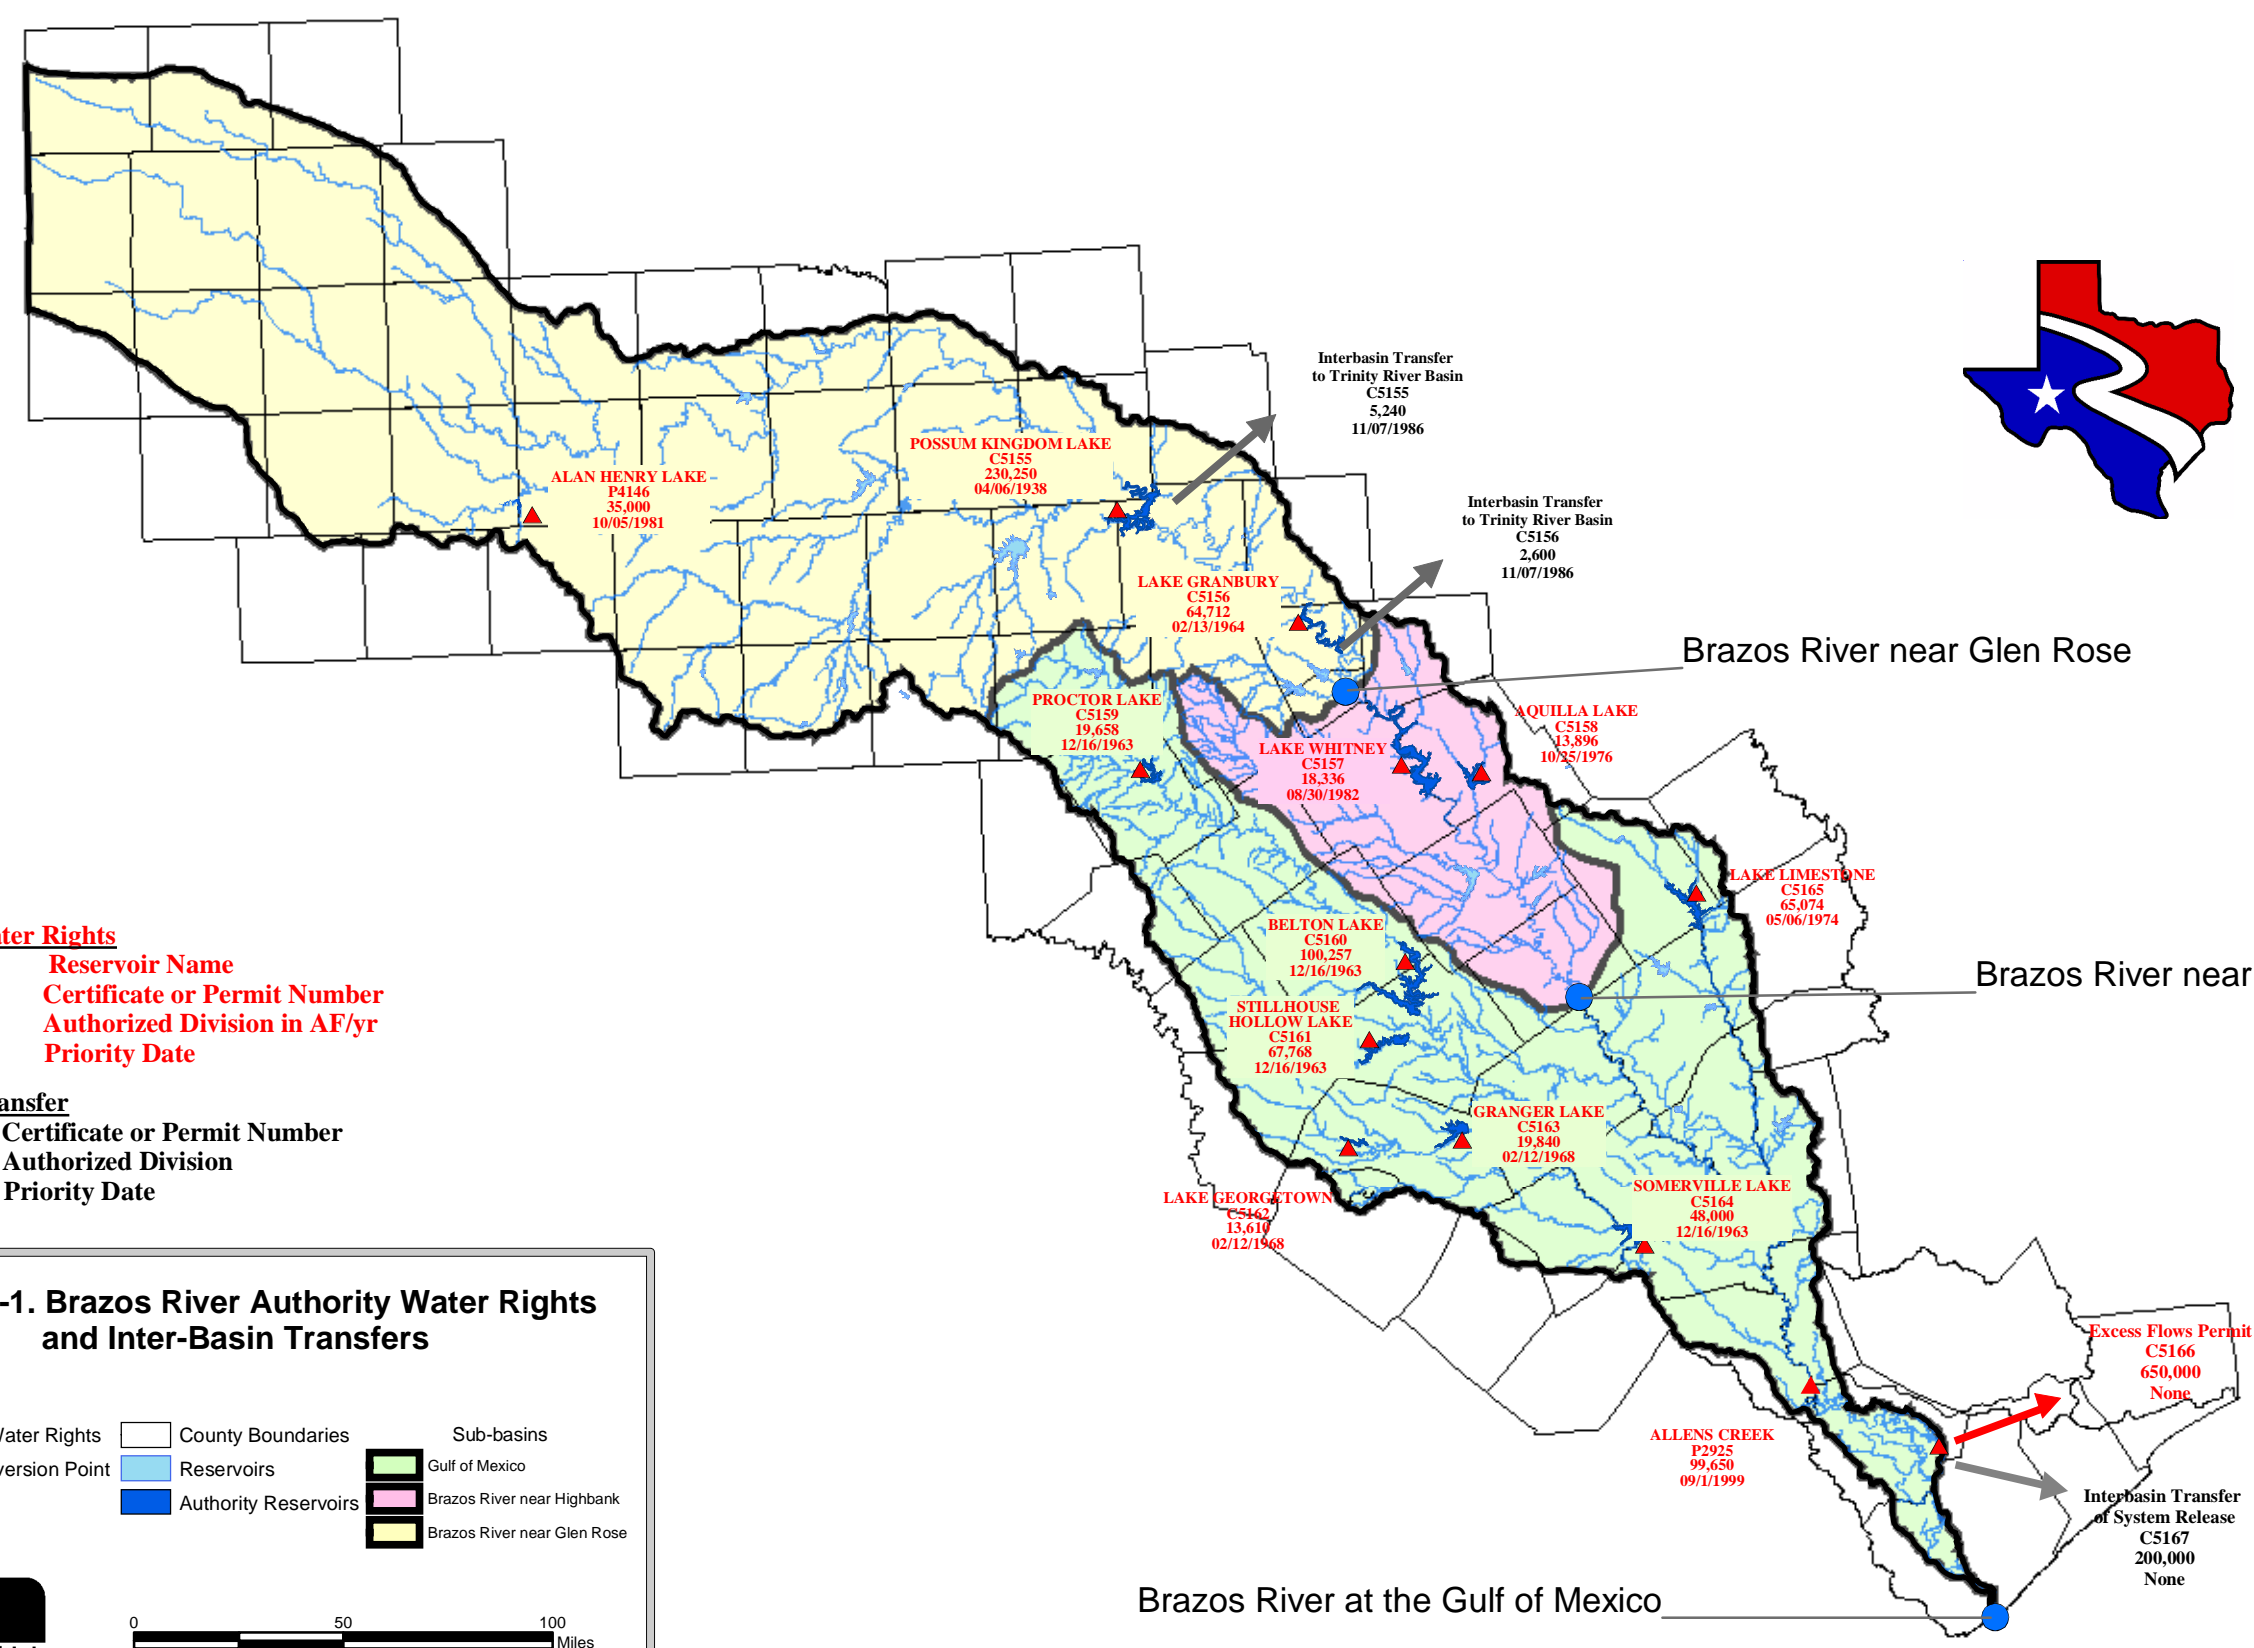 Interbasin Transfer
to Trinity River Basin
C5155
5,240
11/07/1986
POSSUM KINGDOM LAKE
C5155
230,250
04/06/1938
ALAN HENRY LAKE
P4146
35,000
10/05/1981
Interbasin Transfer
to Trinity River Basin
C5156
2,600
11/07/1986
LAKE GRANBURY
C5156
64,712
02/13/1964
Brazos River near Glen Rose
PROCTOR LAKE
C5159
19,658
12/16/1963
AQUILLA LAKE
C5158
13,896
10/25/1976
LAKE WHITNEY
C5157
18,336
08/30/1982
LAKE LIMESTONE
C5165
65,074
05/06/1974
BELTON LAKE
C5160
100,257
12/16/1963
Brazos River near
STILLHOUSE
HOLLOW LAKE
C5161
67,768
12/16/1963
GRANGER LAKE
C5163
19,840
02/12/1968
LAKE GEORGETOWN
C5162
13,610
02/12/1968
SOMERVILLE LAKE
C5164
48,000
12/16/1963
Excess Flows Permit
C5166
650,000
None
ALLENS CREEK
P2925
99,650
09/1/1999
Interbasin Transfer
of System Release
C5167
200,000
None
Brazos River at the Gulf of Mexico
ter Rights
Reservoir Name
Certificate or Permit Number
Authorized Division in AF/yr
Priority Date
ansfer
Certificate or Permit Number
Authorized Division
Priority Date
-1. Brazos River Authority Water Rights
and Inter-Basin Transfers
Water Rights
version Point
County Boundaries
Reservoirs
Authority Reservoirs
Sub-basins
Gulf of Mexico
Brazos River near Highbank
Brazos River near Glen Rose
0 50 100
Miles